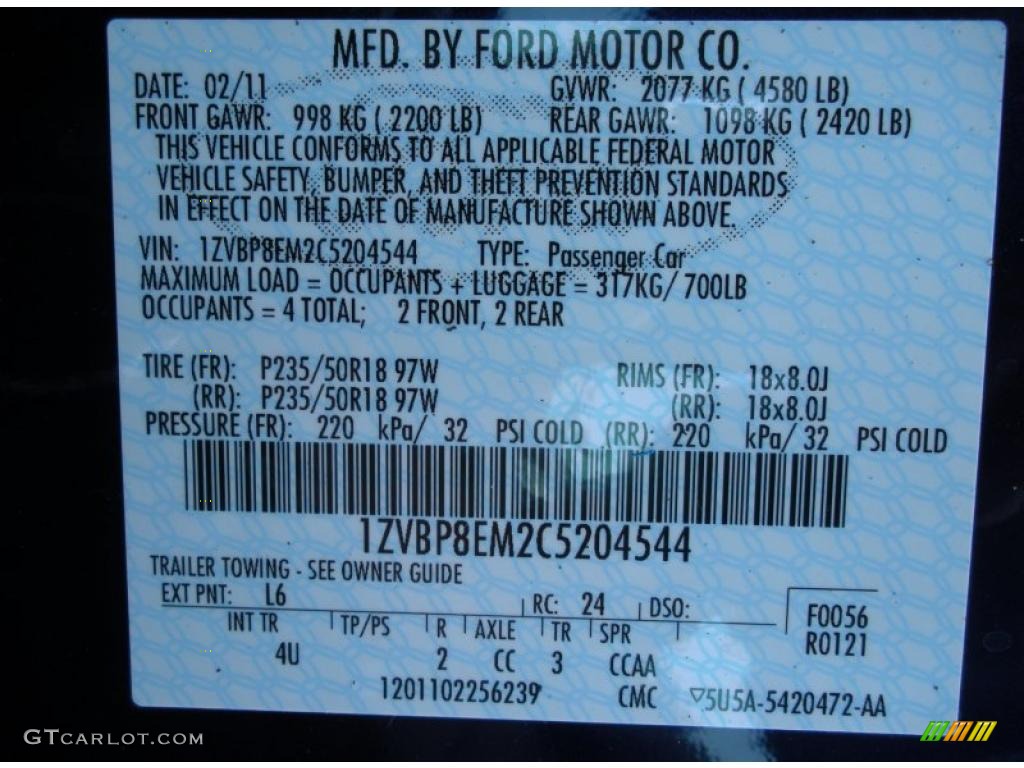 MFD. BY FORD MOTOR CO.
DATE: 02/11 GVWR: 2077 KG ( 4580 LB)
FRONT GAWR: 998 KG ( 2200 LB) REAR GAWR: 1098 KG ( 2420 LB)
THIS VEHICLE CONFORMS TO ALL APPLICABLE FEDERAL MOTOR
VEHICLE SAFETY, BUMPER, AND THEFT PREVENTION STANDARDS
IN EFFECT ON THE DATE OF MANUFACTURE SHOWN ABOVE.
VIN: 1ZVBP8EM2C5204544 TYPE: Passenger Car
MAXIMUM LOAD = OCCUPANTS + LUGGAGE = 317KG/ 700LB
OCCUPANTS = 4 TOTAL; 2 FRONT, 2 REAR
TIRE (FR): P235/50R18 97W RIMS (FR): 18x8.0J
(RR): P235/50R18 97W (RR): 18x8.0J
PRESSURE (FR): 220 kPa/ 32 PSI COLD (RR): 220 kPa/ 32 PSI COLD
1ZVBP8EM2C5204544
TRAILER TOWING - SEE OWNER GUIDE
EXT PNT: L6 RC: 24 DSO: F0056
R0121
INT TR TP/PS R AXLE TR SPR
4U 2 CC 3 CCAA
1201102256239 CMC ▽5U5A-5420472-AA
GTCARLOT.COM